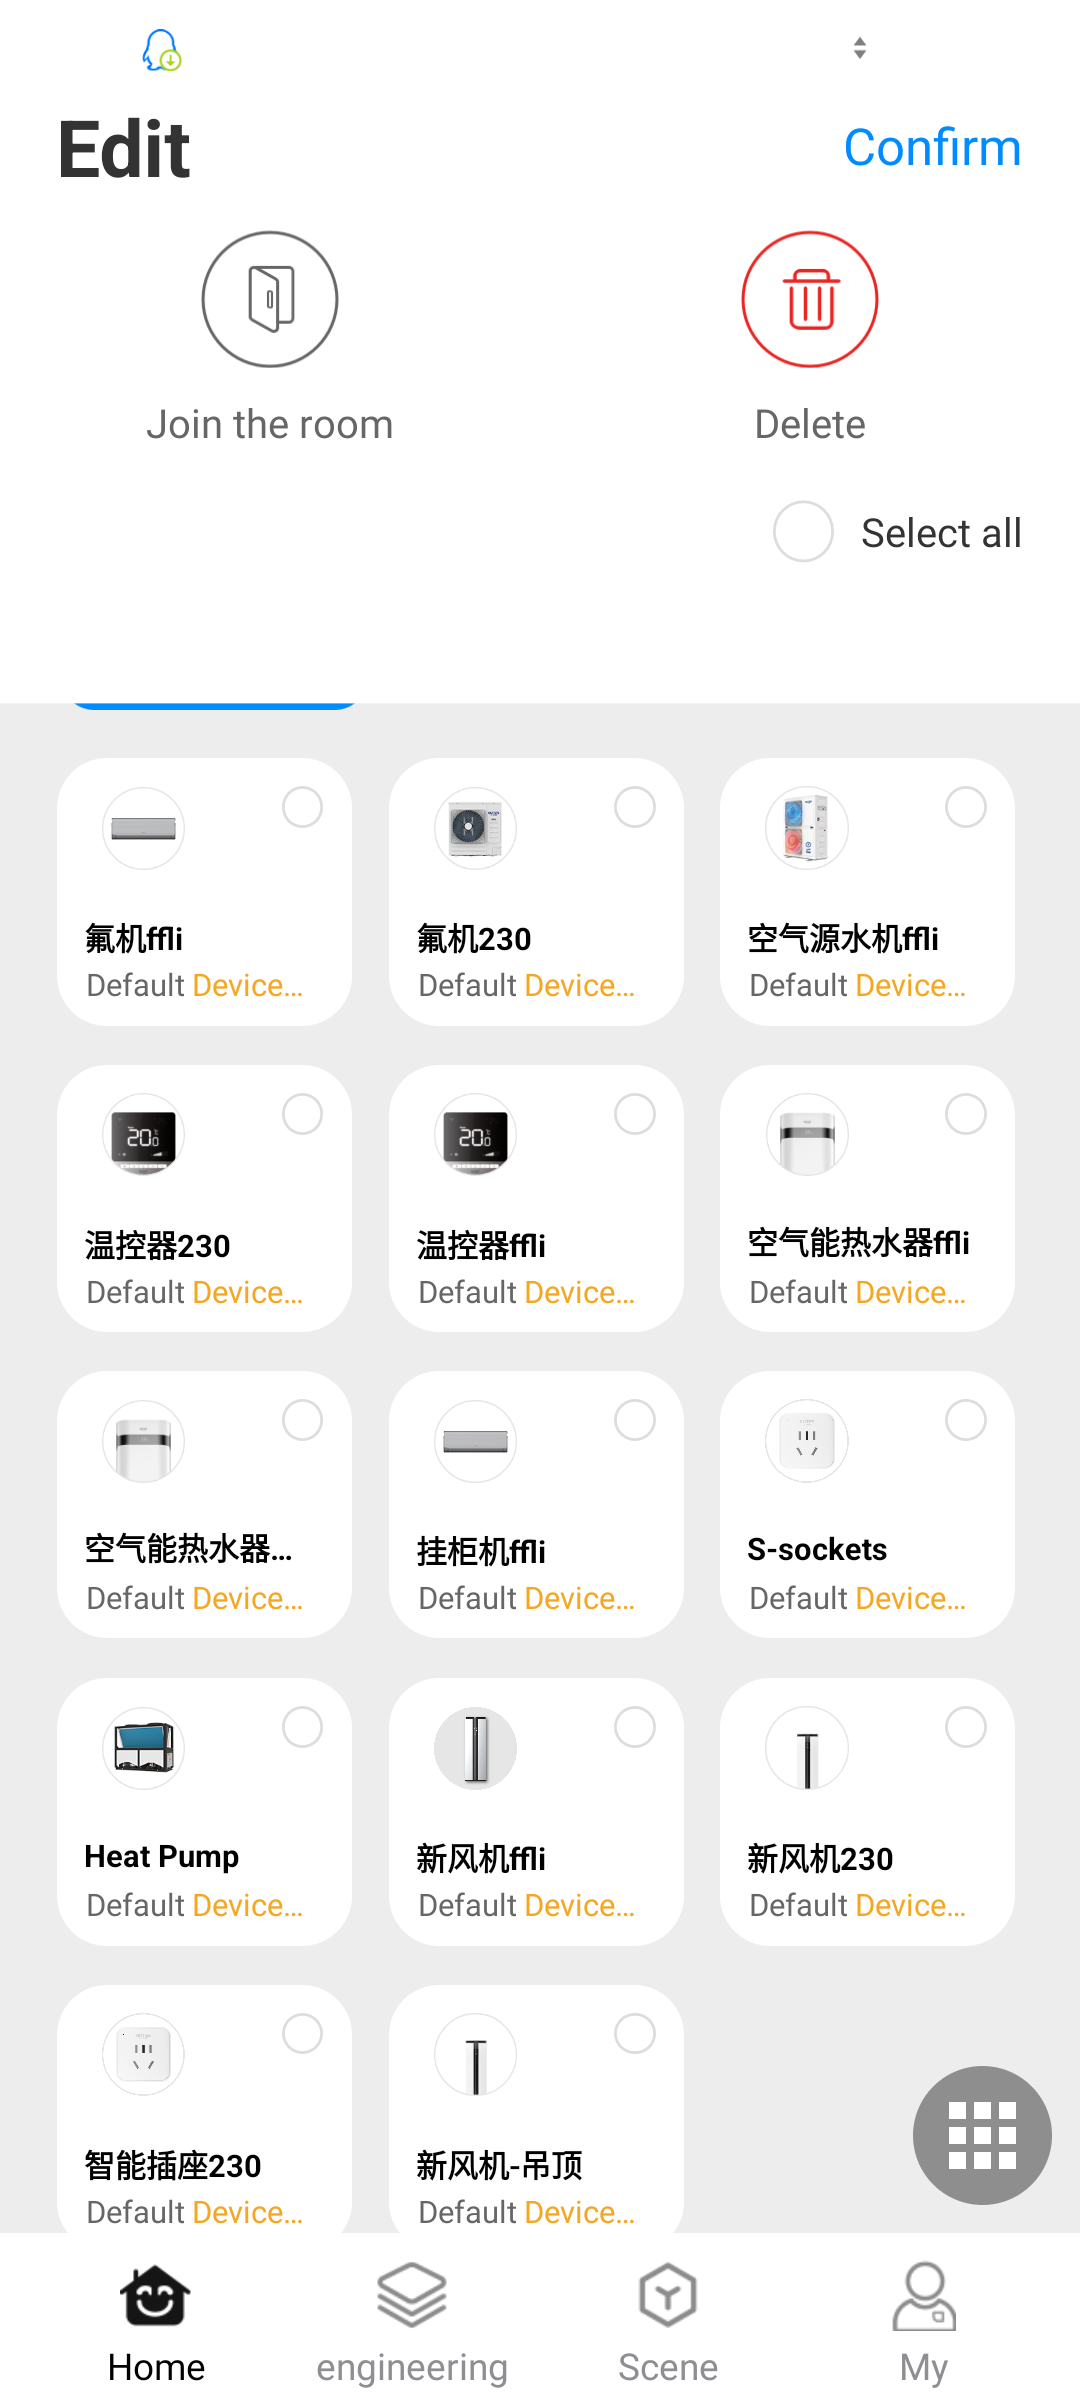 Edit
Confirm
Join the room
Delete
Select all
氟机ffli
Default Device...
氟机230
Default Device...
空气源水机ffli
Default Device...
温控器230
Default Device...
温控器ffli
Default Device...
空气能热水器ffli
Default Device...
空气能热水器...
Default Device...
挂柜机ffli
Default Device...
S-sockets
Default Device...
Heat Pump
Default Device...
新风机ffli
Default Device...
新风机230
Default Device...
智能插座230
Default Device...
新风机-吊顶
Default Device...
Home
engineering
Scene
My